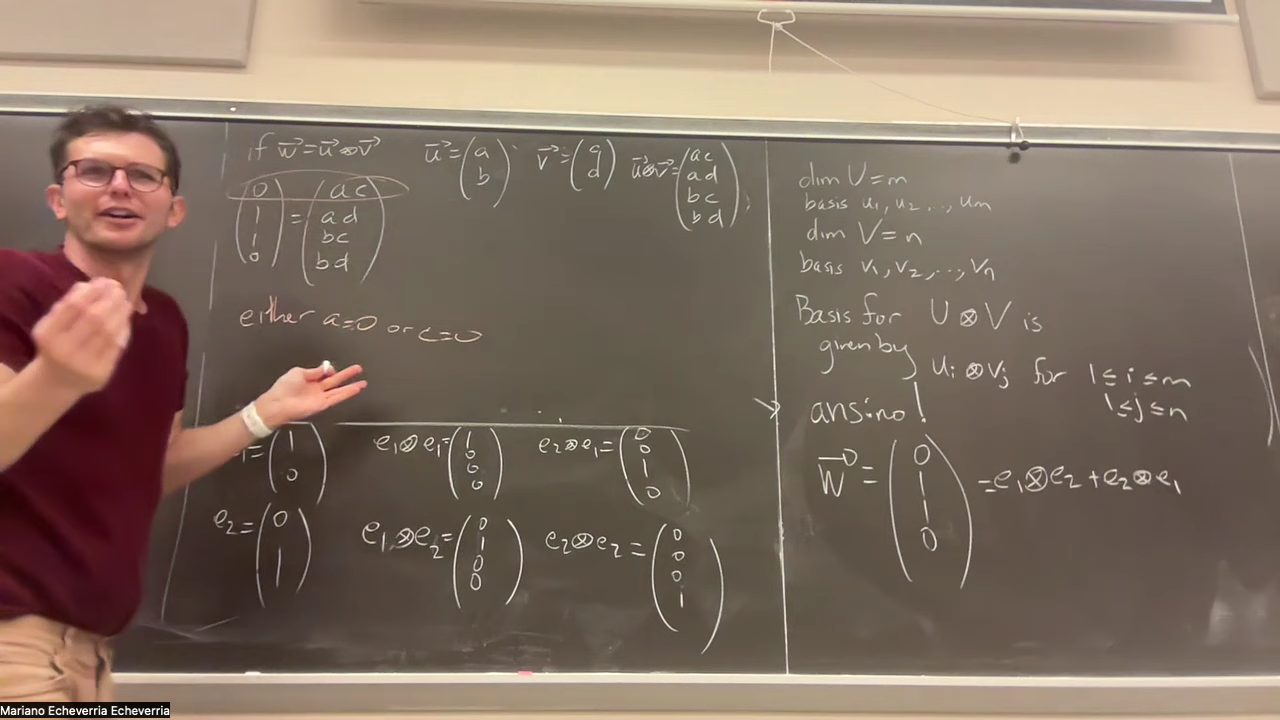 if w⃗=u⃗⊗v⃗ u⃗=(a b) v⃗=(c d) u⃗⊗v⃗=(ac ad bc bd)
(0 1 1 0) = (ac ad bc bd)
either a=0 or c=0
=(1 0) e₁⊗e₁=(1 0 0 0) e₂⊗e₁=(0 0 1 0)
e₂=(0 1) e₁⊗e₂=(0 1 0 0) e₂⊗e₂=(0 0 0 1)
dim U=m
basis u₁,u₂,..,um
dim V=n
basis v₁,v₂,...,vn
Basis for U⊗V is
given by ui⊗vj for 1≤i≤m
1≤j≤n
ans:no!
w⃗=(0 1 1 0)=e₁⊗e₂+e₂⊗e₁
Mariano Echeverria Echeverria